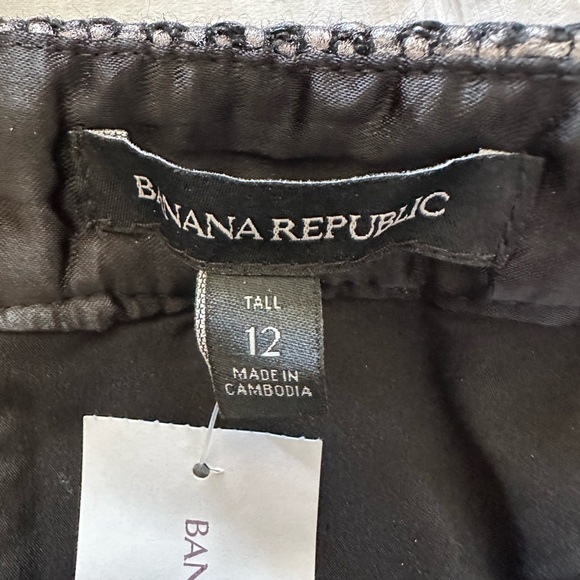 BANANA REPUBLIC
TALL
12
MADE IN
CAMBODIA
BAN